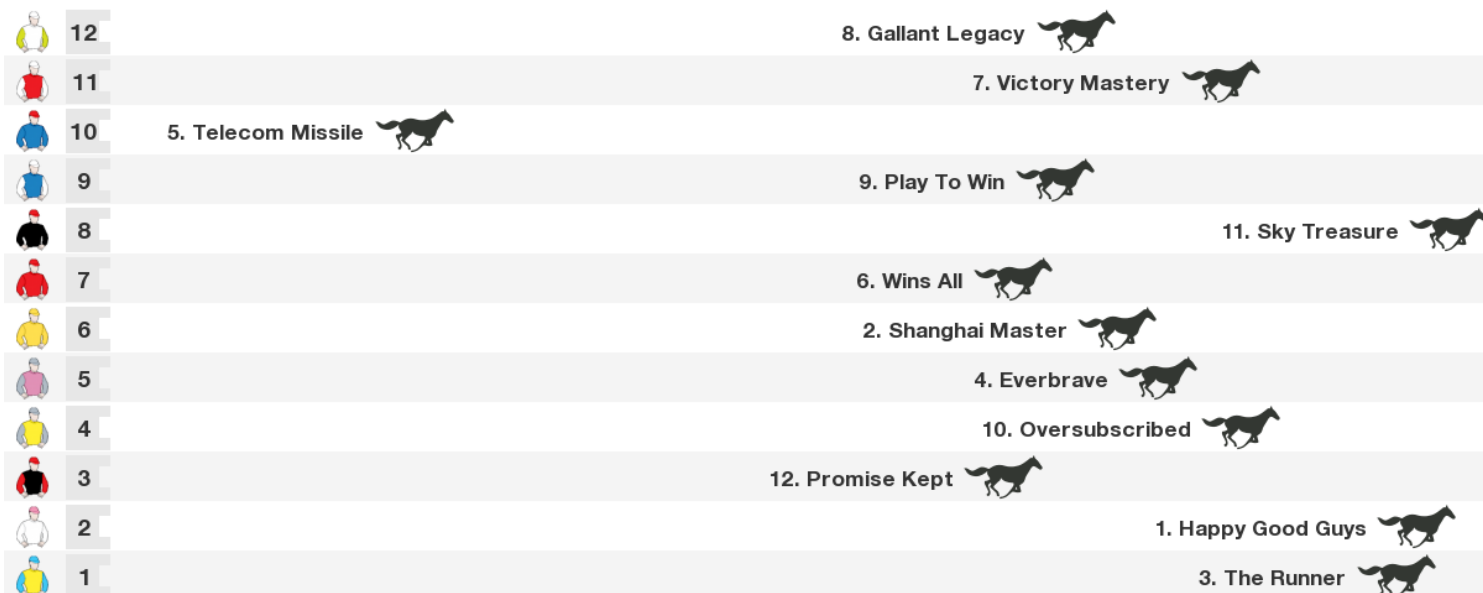 12 8. Gallant Legacy
11 7. Victory Mastery
10 5. Telecom Missile
9 9. Play To Win
8 11. Sky Treasure
7 6. Wins All
6 2. Shanghai Master
5 4. Everbrave
4 10. Oversubscribed
3 12. Promise Kept
2 1. Happy Good Guys
1 3. The Runner